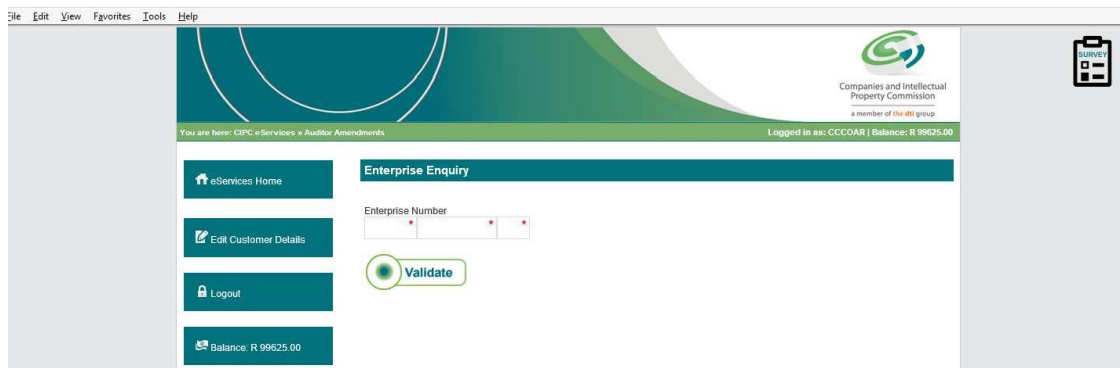 File Edit View Favorites Tools Help
SURVEY
Companies and Intellectual
Property Commission
a member of the dti group
You are here: CIPC eServices » Auditor Amendments
Logged in as: CCCOAR | Balance: R 99625.00
eServices Home
Enterprise Enquiry
Enterprise Number
* * *
Edit Customer Details
Validate
Logout
Balance: R 99625.00